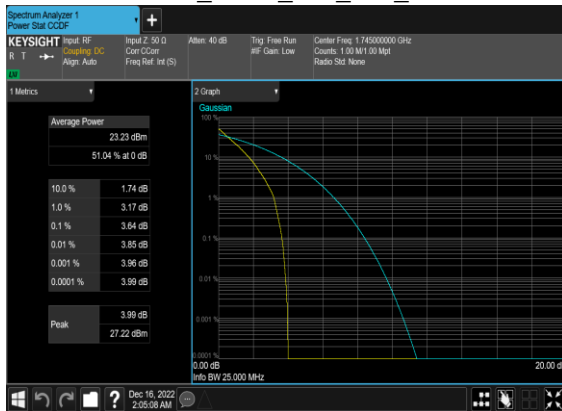 Spectrum Analyzer 1
Power Stat CCDF
KEYSIGHT
R T
Input: RF
Coupling: DC
Align: Auto
Input Z: 50 Ω
Corr CCorr
Freq Ref: Int (S)
Atten: 40 dB
Trig: Free Run
#IF Gain: Low
Center Freq: 1.745000000 GHz
Counts: 1.00 M/1.00 Mpt
Radio Std: None
1 Metrics
Average Power
23.23 dBm
51.04 % at 0 dB
10.0 % 1.74 dB
1.0 % 3.17 dB
0.1 % 3.64 dB
0.01 % 3.85 dB
0.001 % 3.96 dB
0.0001 % 3.99 dB
Peak
3.99 dB
27.22 dBm
2 Graph
Gaussian
100 %
10 %
1 %
0.1 %
0.01 %
0.001 %
0.0001 %
0.00 dB
20.00 dB
Info BW 25.000 MHz
?
Dec 16, 2022
2:05:08 AM